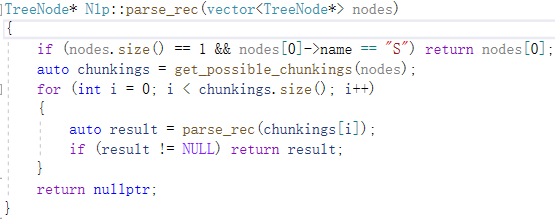 TreeNode* Nlp::parse_rec(vector<TreeNode*> nodes)
{
if (nodes.size() == 1 && nodes[0]->name == "S") return nodes[0];
auto chunkings = get_possible_chunkings(nodes);
for (int i = 0; i < chunkings.size(); i++)
{
auto result = parse_rec(chunkings[i]);
if (result != NULL) return result;
}
return nullptr;
}